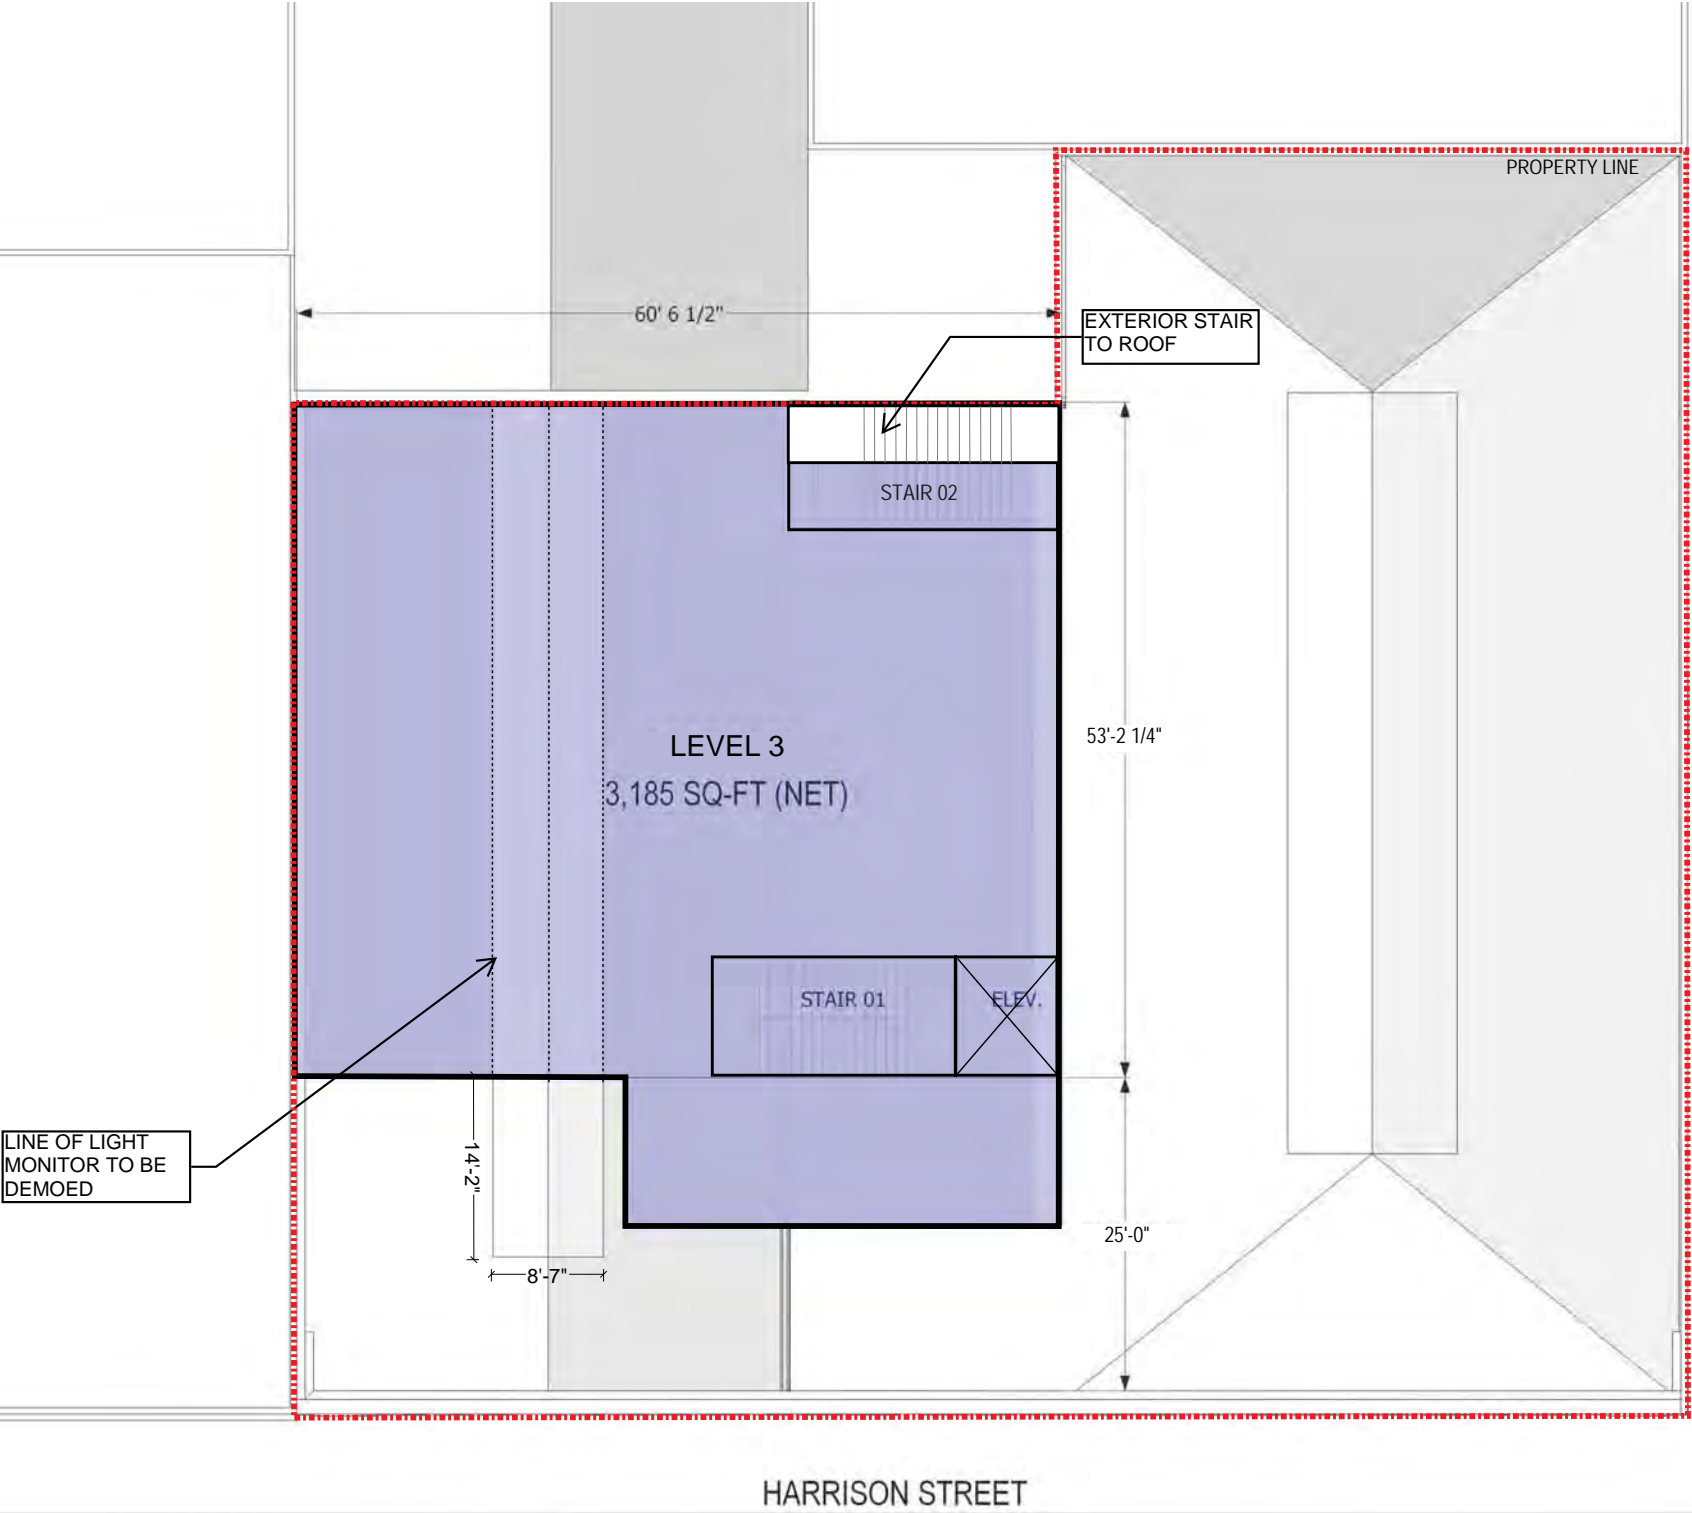 PROPERTY LINE
60' 6 1/2"
EXTERIOR STAIR
TO ROOF
STAIR 02
LEVEL 3
3,185 SQ-FT (NET)
53'-2 1/4"
STAIR 01
ELEV.
LINE OF LIGHT
MONITOR TO BE
DEMOED
14'-2"
25'-0"
8'-7"
HARRISON STREET